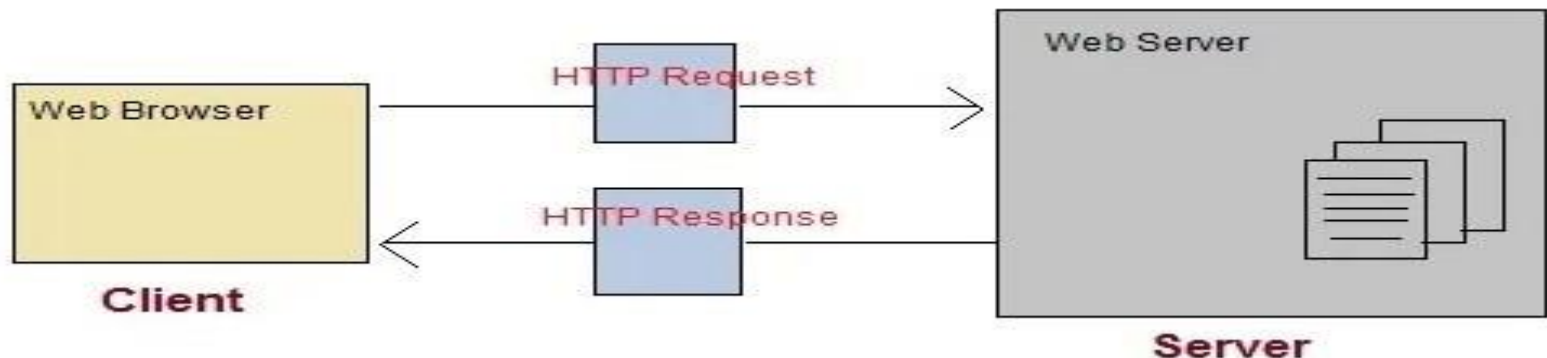 Web Server
HTTP Request
Web Browser
HTTP Response
Client
Server